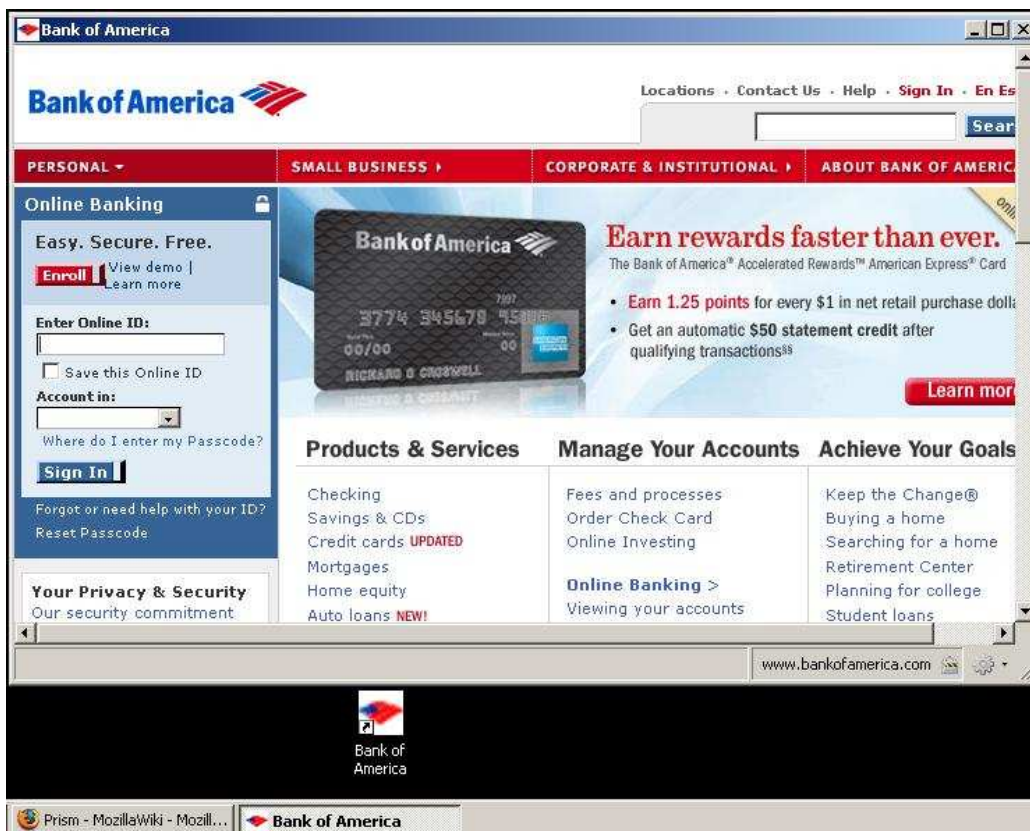 Bank of America
Bank of America
Locations · Contact Us · Help · Sign In · En Es
Sear
PERSONAL
SMALL BUSINESS
CORPORATE & INSTITUTIONAL
ABOUT BANK OF AMERIC
Online Banking
Easy. Secure. Free.
Enroll
View demo |
Learn more
Enter Online ID:
Save this Online ID
Account in:
Where do I enter my Passcode?
Sign In
Forgot or need help with your ID?
Reset Passcode
Your Privacy & Security
Our security commitment
Bank of America
3774 345678
00/00
00
RICHARD G CROSWELL
onli
Earn rewards faster than ever.
The Bank of America® Accelerated Rewards™ American Express® Card
• Earn 1.25 points for every $1 in net retail purchase dolla
• Get an automatic $50 statement credit after
qualifying transactions§§
Learn mor
Products & Services
Checking
Savings & CDs
Credit cards UPDATED
Mortgages
Home equity
Auto loans NEW!
Manage Your Accounts
Fees and processes
Order Check Card
Online Investing
Online Banking >
Viewing your accounts
Achieve Your Goals
Keep the Change®
Buying a home
Searching for a home
Retirement Center
Planning for college
Student loans
www.bankofamerica.com
Bank of
America
Prism - MozillaWiki - Mozill...
Bank of America